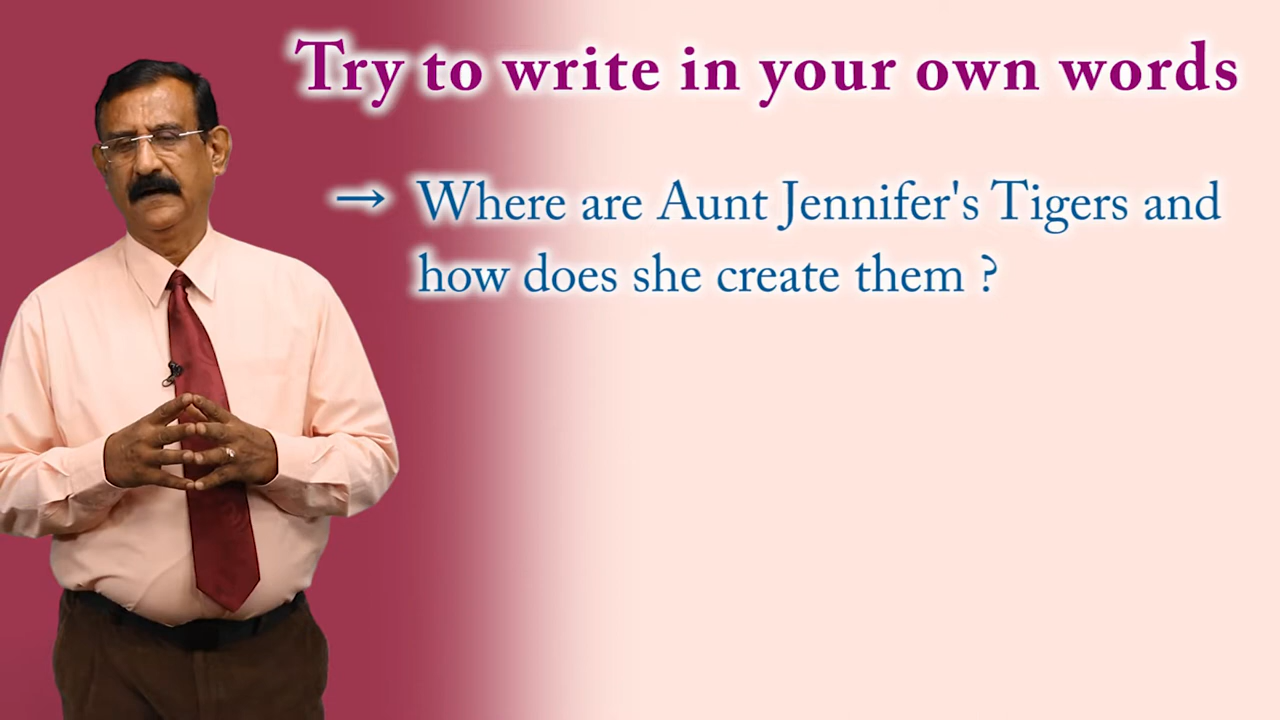 Try to write in your own words
→ Where are Aunt Jennifer's Tigers and
how does she create them ?